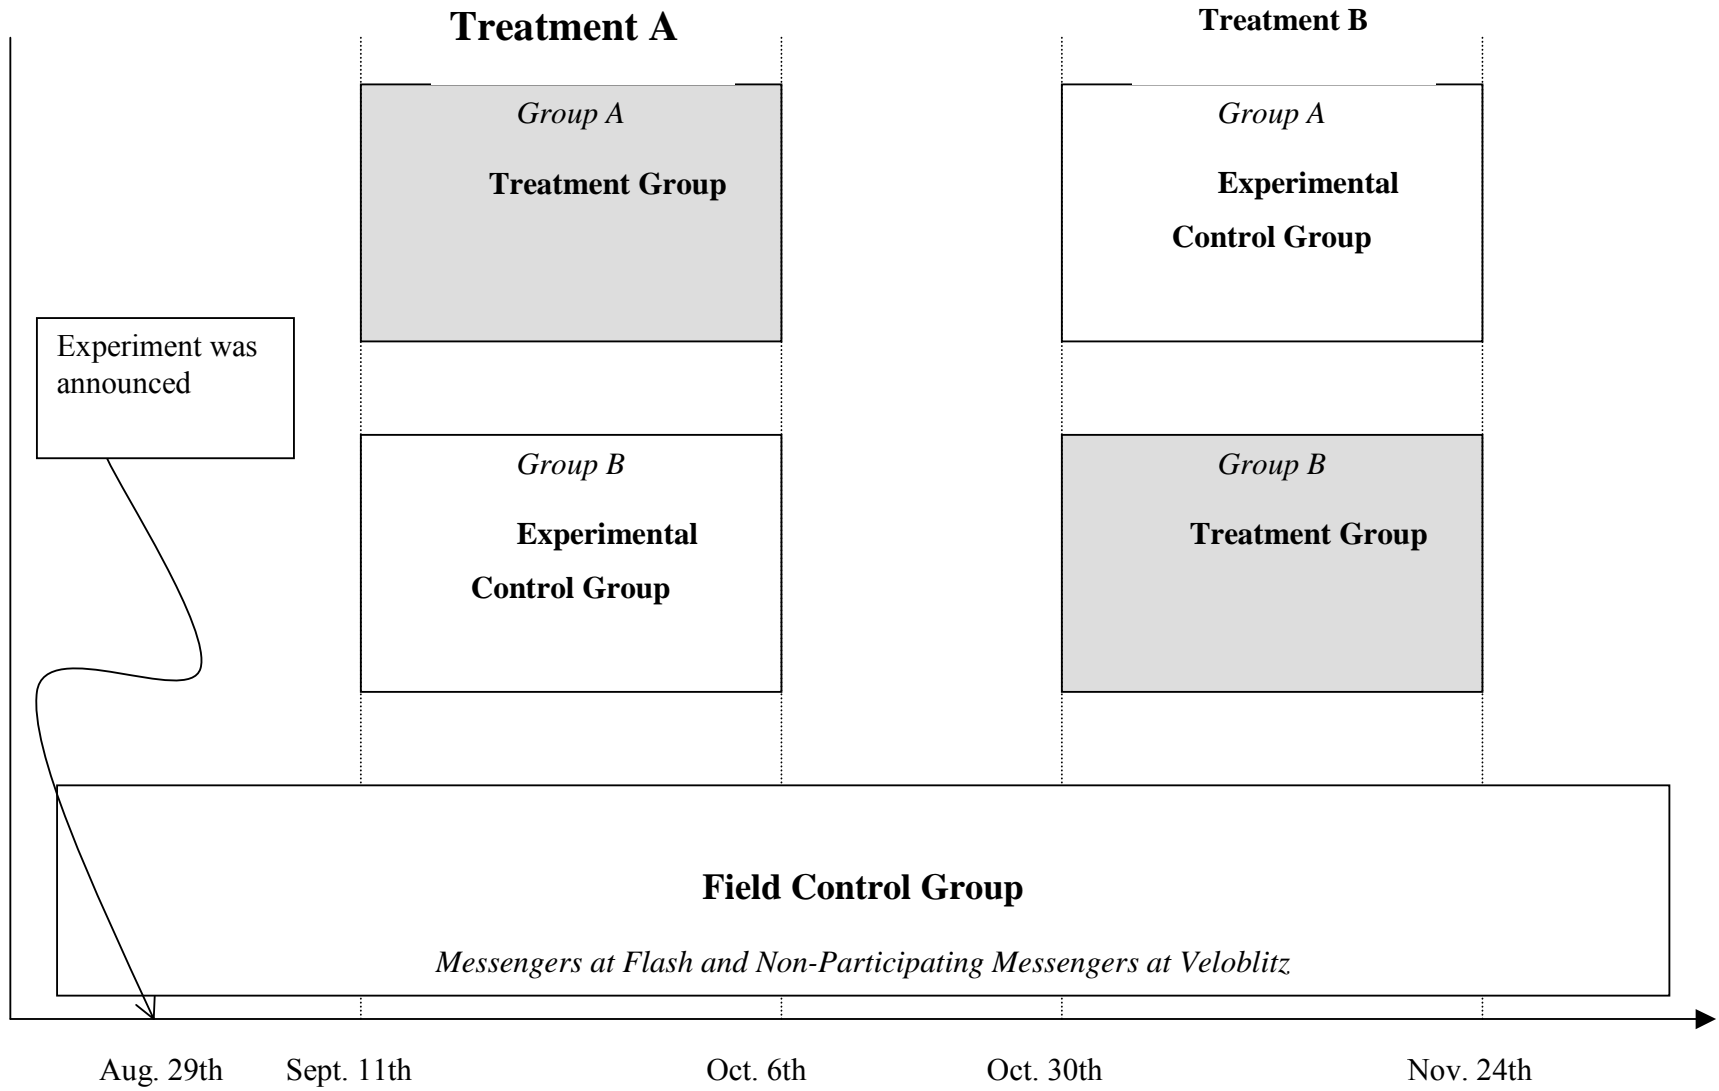 Treatment A
Treatment B
Group A
Treatment Group
Group A
Experimental
Control Group
Experiment was
announced
Group B
Experimental
Control Group
Group B
Treatment Group
Field Control Group
Messengers at Flash and Non-Participating Messengers at Veloblitz
Aug. 29th
Sept. 11th
Oct. 6th
Oct. 30th
Nov. 24th